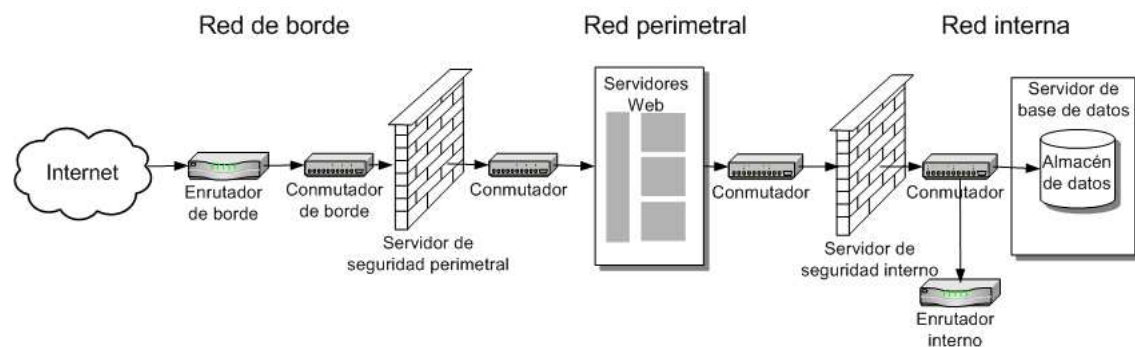 Red de borde
Red perimetral
Red interna
Internet
Enrutador
de borde
Conmutador
de borde
Servidor de
seguridad perimetral
Conmutador
Servidores
Web
Conmutador
Servidor de
seguridad interno
Conmutador
Enrutador
interno
Servidor de
base de datos
Almacén
de datos